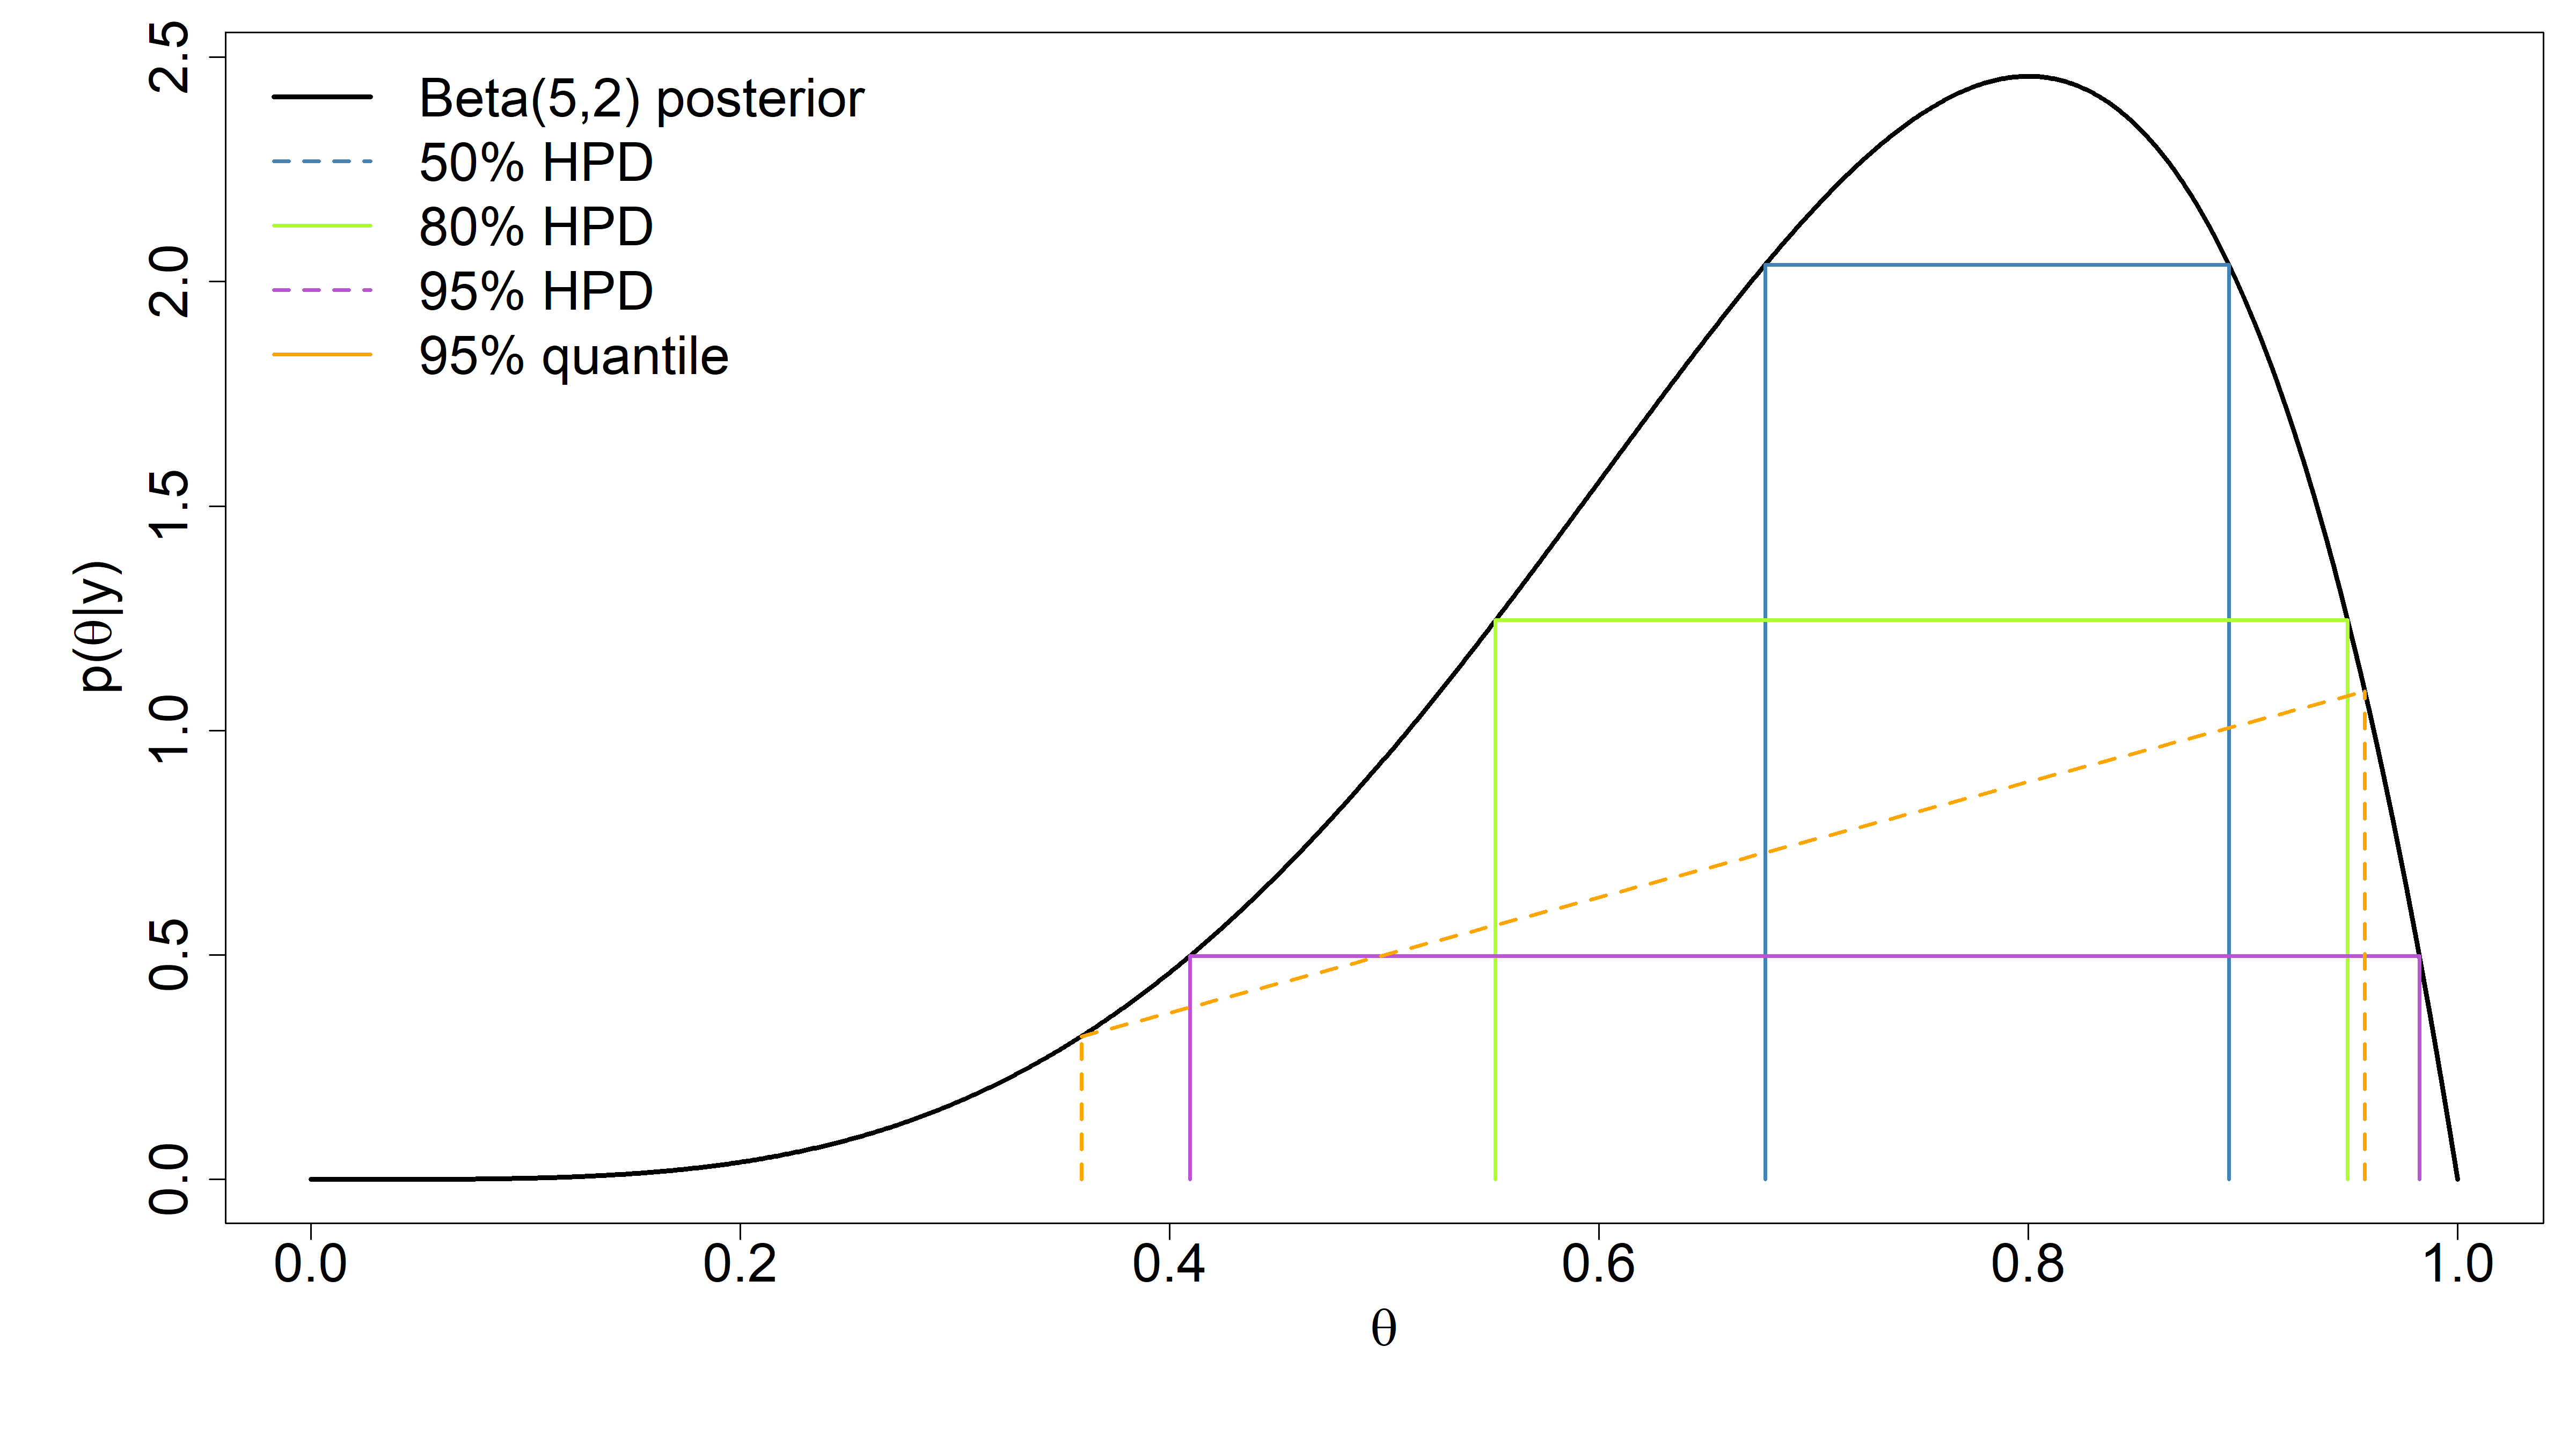 Beta(5,2) posterior
50% HPD
80% HPD
95% HPD
95% quantile
p(θ|y)
2.5
2.0
1.5
1.0
0.5
0.0
0.0 0.2 0.4 0.6 0.8 1.0
θ